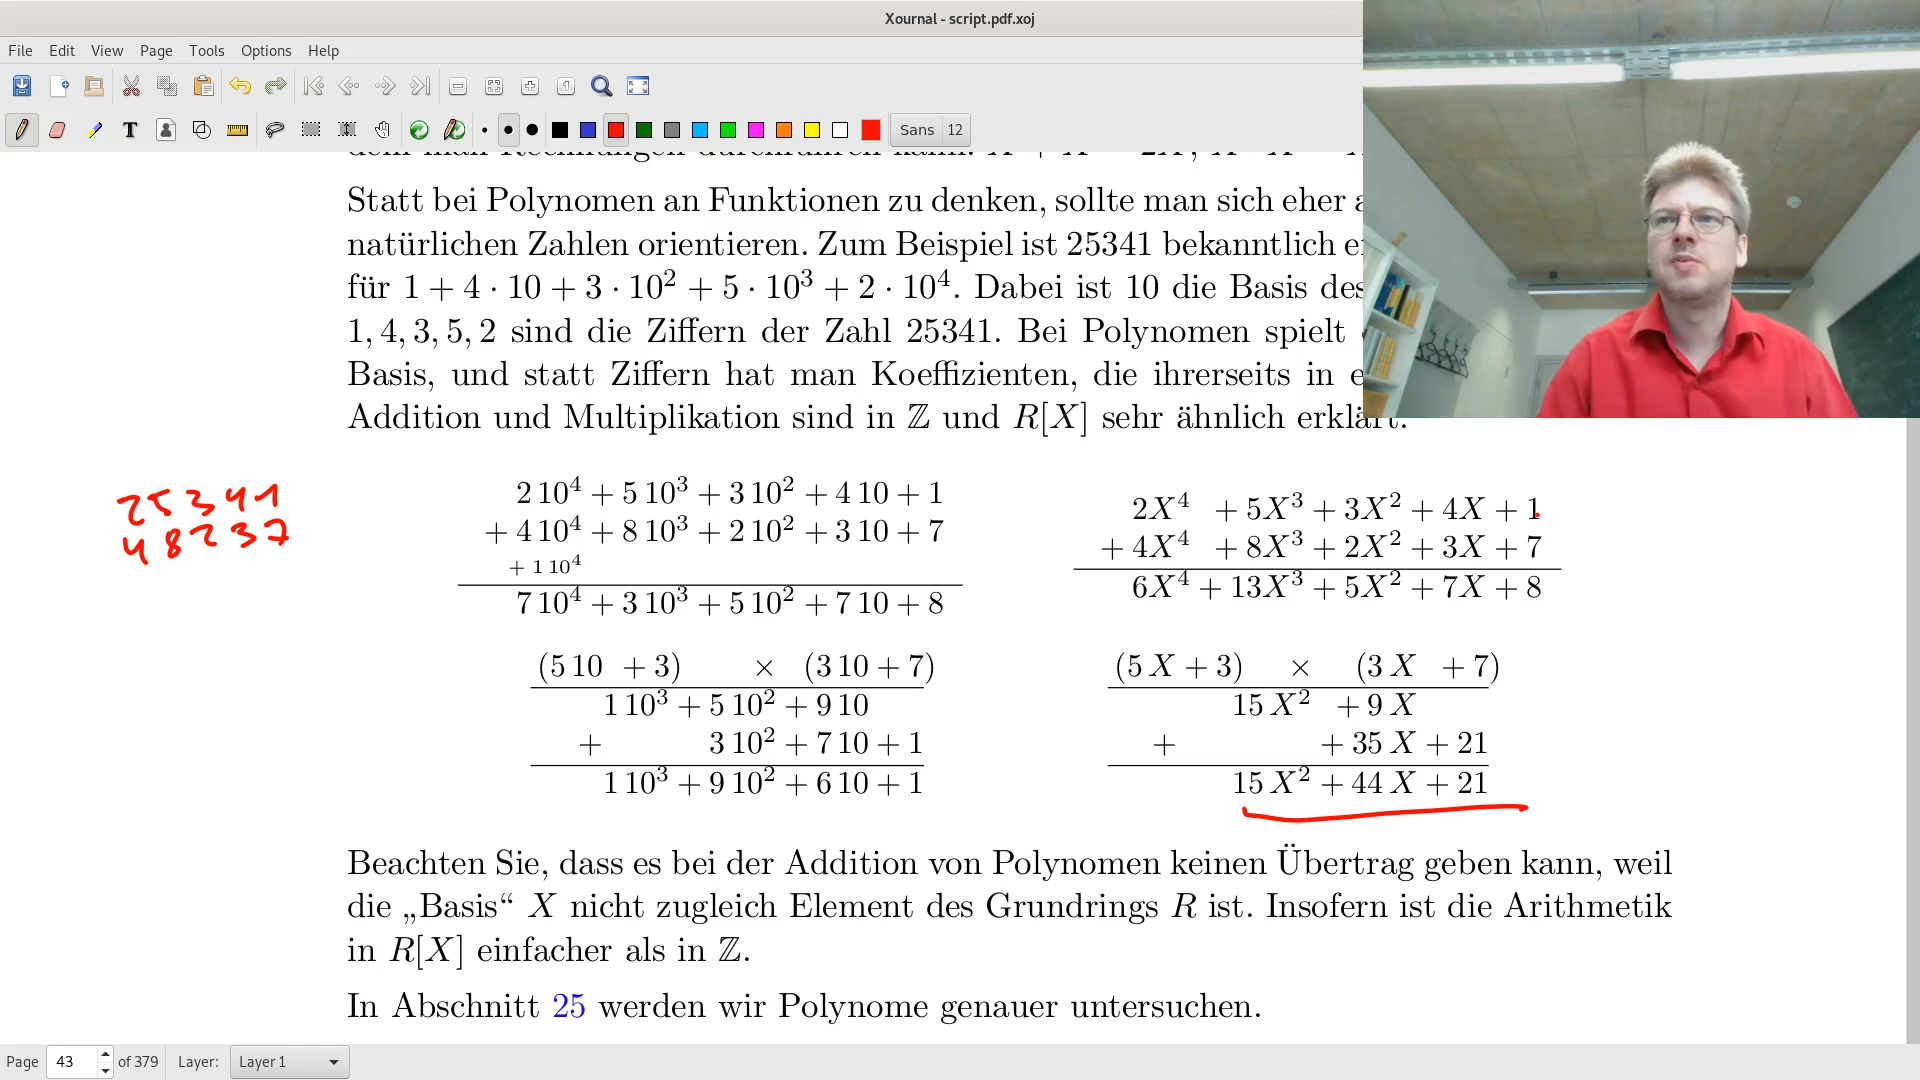 Xournal - script.pdf.xoj
File Edit View Page Tools Options Help
Sans 12
Statt bei Polynomen an Funktionen zu denken, sollte man sich eher
natürlichen Zahlen orientieren. Zum Beispiel ist 25341 bekanntlich
für 1 + 4 · 10 + 3 · 10² + 5 · 10³ + 2 · 10⁴. Dabei ist 10 die Basis des
1, 4, 3, 5, 2 sind die Ziffern der Zahl 25341. Bei Polynomen spielt
Basis, und statt Ziffern hat man Koeffizienten, die ihrerseits in
Addition und Multiplikation sind in ℤ und R[X] sehr ähnlich erklärt.
25341
48237
2 10⁴ + 5 10³ + 3 10² + 4 10 + 1
+ 4 10⁴ + 8 10³ + 2 10² + 3 10 + 7
+ 1 10⁴
7 10⁴ + 3 10³ + 5 10² + 7 10 + 8
2X⁴ + 5X³ + 3X² + 4X + 1
+ 4X⁴ + 8X³ + 2X² + 3X + 7
6X⁴ + 13X³ + 5X² + 7X + 8
(5 10 + 3) × (3 10 + 7)
1 10³ + 5 10² + 9 10
+ 3 10² + 7 10 + 1
1 10³ + 9 10² + 6 10 + 1
(5 X + 3) × (3 X + 7)
15 X² + 9 X
+ + 35 X + 21
15 X² + 44 X + 21
Beachten Sie, dass es bei der Addition von Polynomen keinen Übertrag geben kann, weil
die „Basis“ X nicht zugleich Element des Grundrings R ist. Insofern ist die Arithmetik
in R[X] einfacher als in ℤ.
In Abschnitt 25 werden wir Polynome genauer untersuchen.
Page 43 of 379 Layer: Layer 1